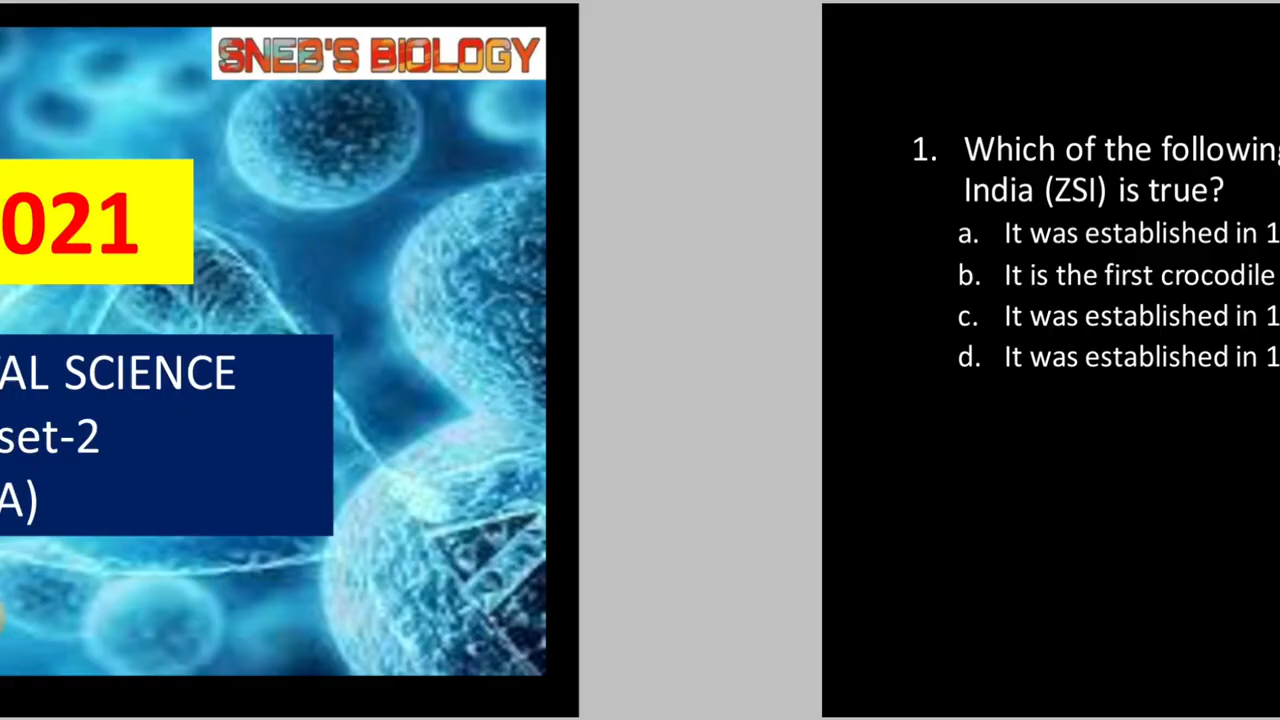 SNEB'S BIOLOGY
021
AL SCIENCE
set-2
A)
1. Which of the following
India (ZSI) is true?
a. It was established in 1
b. It is the first crocodile
c. It was established in 1
d. It was established in 1